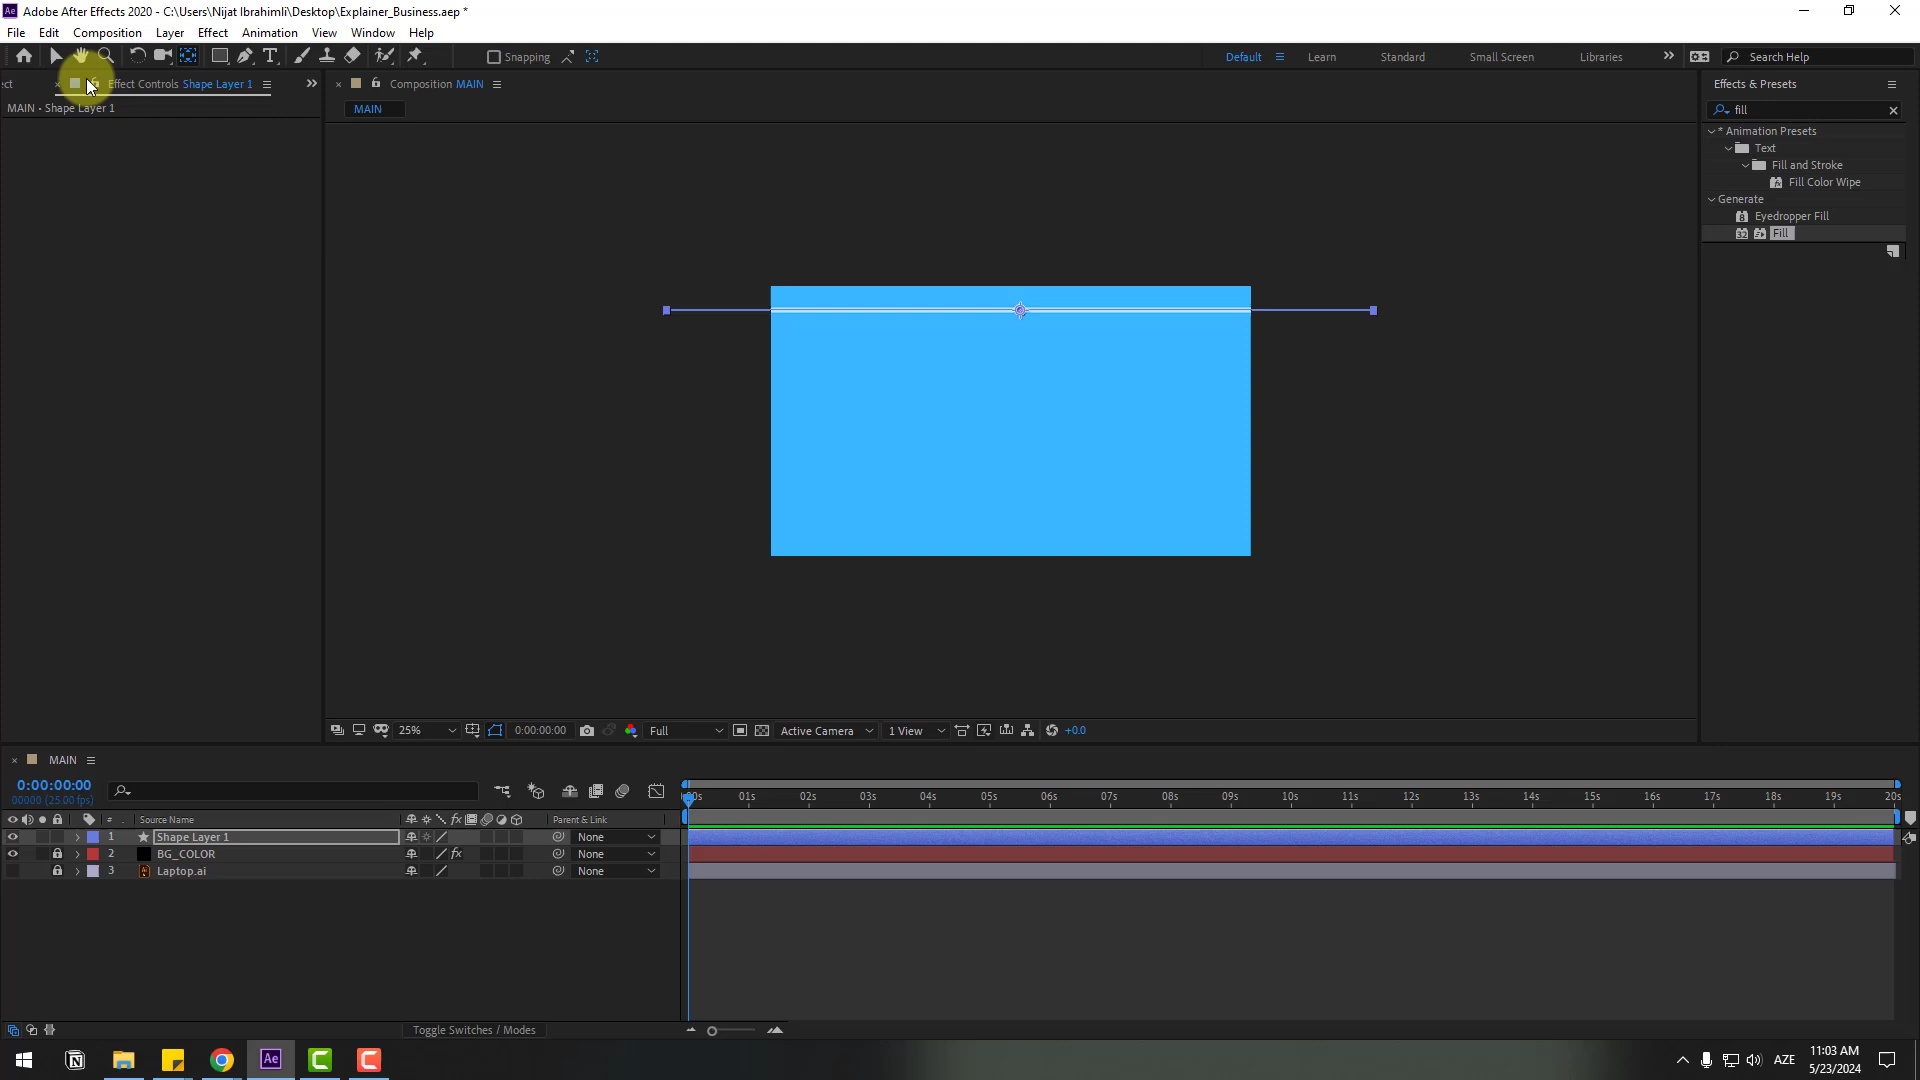 Adobe After Effects 2020 - C:\Users\Nijat Ibrahimli\Desktop\Explainer_Business.aep *
File Edit Composition Layer Effect Animation View Window Help
Snapping
Default Learn Standard Small Screen Libraries Search Help
ect Effect Controls Shape Layer 1
MAIN • Shape Layer 1
Composition MAIN
MAIN
Effects & Presets
fill
* Animation Presets
Text
Fill and Stroke
Fill Color Wipe
Generate
Eyedropper Fill
Fill
25% 0:00:00:00 Full Active Camera 1 View +0.0
MAIN
0:00:00:00
00000 (25.00 fps)
00s 01s 02s 03s 04s 05s 06s 07s 08s 09s 10s 11s 12s 13s 14s 15s 16s 17s 18s 19s 20s
# Source Name Parent & Link
1 Shape Layer 1 None
2 BG_COLOR None
3 Laptop.ai None
Toggle Switches / Modes
AZE
11:03 AM
5/23/2024